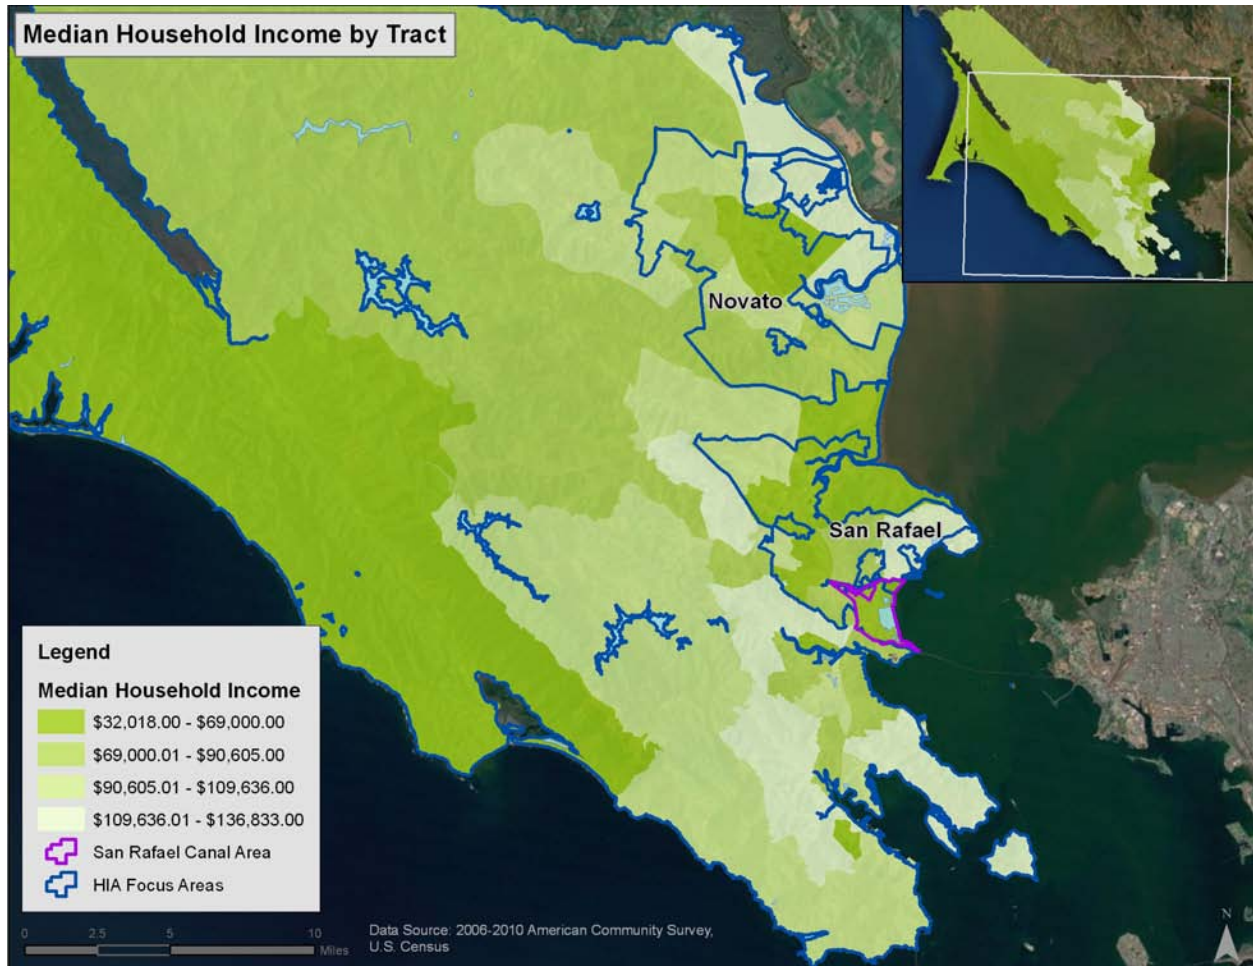 Median Household Income by Tract
Novato
San Rafael
Legend
Median Household Income
$32,018.00 - $69,000.00
$69,000.01 - $90,605.00
$90,605.01 - $109,636.00
$109,636.01 - $136,833.00
San Rafael Canal Area
HIA Focus Areas
0 2.5 5 10
Miles
Data Source: 2006-2010 American Community Survey,
U.S. Census
N